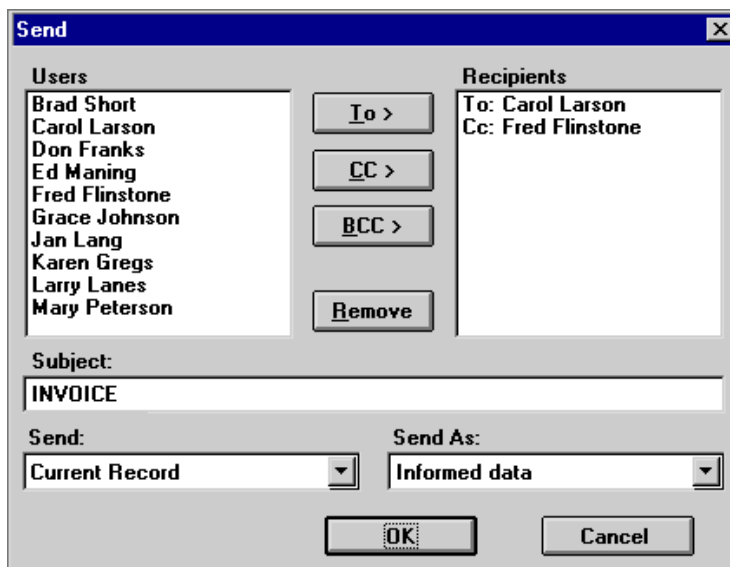 Send
Users
Recipients
Brad Short
Carol Larson
Don Franks
Ed Maning
Fred Flinstone
Grace Johnson
Jan Lang
Karen Gregs
Larry Lanes
Mary Peterson
To >
CC >
BCC >
Remove
To: Carol Larson
Cc: Fred Flinstone
Subject:
INVOICE
Send:
Send As:
Current Record
Informed data
OK
Cancel